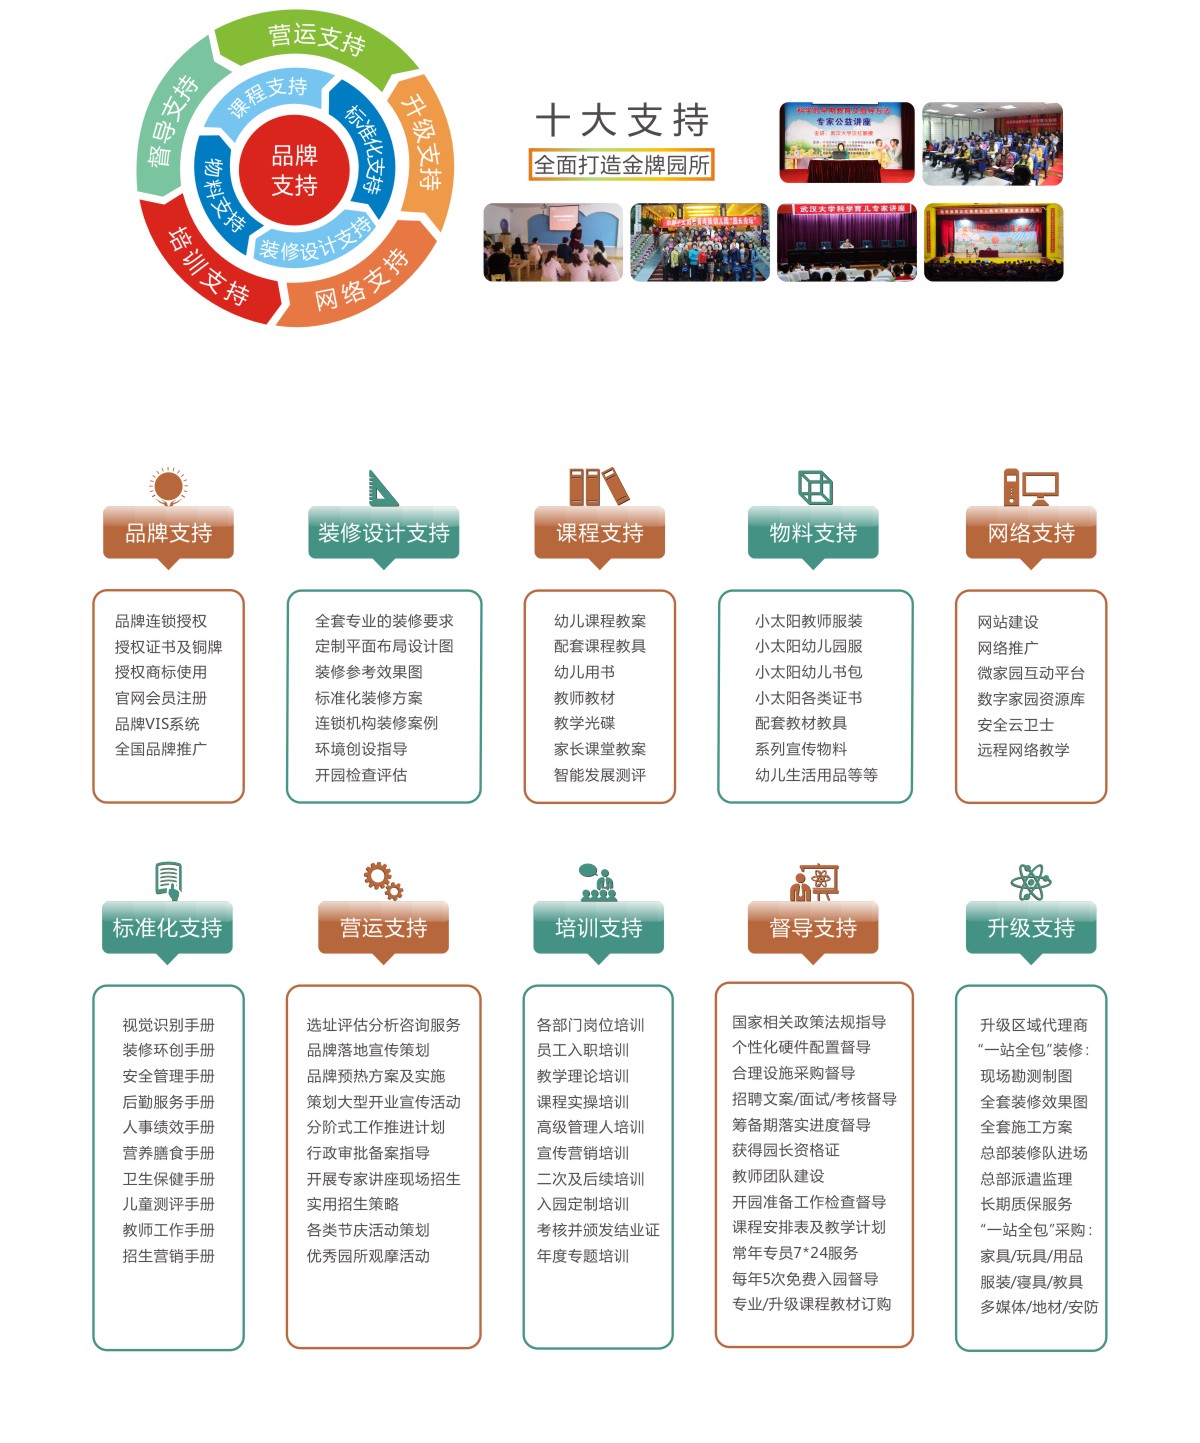 营运支持
升级支持
网络支持
培训支持
督导支持
课程支持
标准化支持
装修设计支持
物料支持
品牌
支持
十大支持
全面打造金牌园所
专家公益讲座
武汉大学科学育儿专家讲座
品牌支持
装修设计支持
课程支持
物料支持
网络支持
品牌连锁授权
授权证书及铜牌
授权商标使用
官网会员注册
品牌VIS系统
全国品牌推广
全套专业的装修要求
定制平面布局设计图
装修参考效果图
标准化装修方案
连锁机构装修案例
环境创设指导
开园检查评估
幼儿课程教案
配套课程教具
幼儿用书
教师教材
教学光碟
家长课堂教案
智能发展测评
小太阳教师服装
小太阳幼儿园服
小太阳幼儿书包
小太阳各类证书
配套教材教具
系列宣传物料
幼儿生活用品等等
网站建设
网络推广
微家园互动平台
数字家园资源库
安全云卫士
远程网络教学
标准化支持
营运支持
培训支持
督导支持
升级支持
视觉识别手册
装修环创手册
安全管理手册
后勤服务手册
人事绩效手册
营养膳食手册
卫生保健手册
儿童测评手册
教师工作手册
招生营销手册
选址评估分析咨询服务
品牌落地宣传策划
品牌预热方案及实施
策划大型开业宣传活动
分阶式工作推进计划
行政审批备案指导
开展专家讲座现场招生
实用招生策略
各类节庆活动策划
优秀园所观摩活动
各部门岗位培训
员工入职培训
教学理论培训
课程实操培训
高级管理人培训
宣传营销培训
二次及后续培训
入园定制培训
考核并颁发结业证
年度专题培训
国家相关政策法规指导
个性化硬件配置督导
合理设施采购督导
招聘文案/面试/考核督导
筹备期落实进度督导
获得园长资格证
教师团队建设
开园准备工作检查督导
课程安排表及教学计划
常年专员7*24服务
每年5次免费入园督导
专业/升级课程教材订购
升级区域代理商
“一站全包”装修：
现场勘测制图
全套装修效果图
全套施工方案
总部装修队进场
总部派遣监理
长期质保服务
“一站全包”采购：
家具/玩具/用品
服装/寝具/教具
多媒体/地材/安防